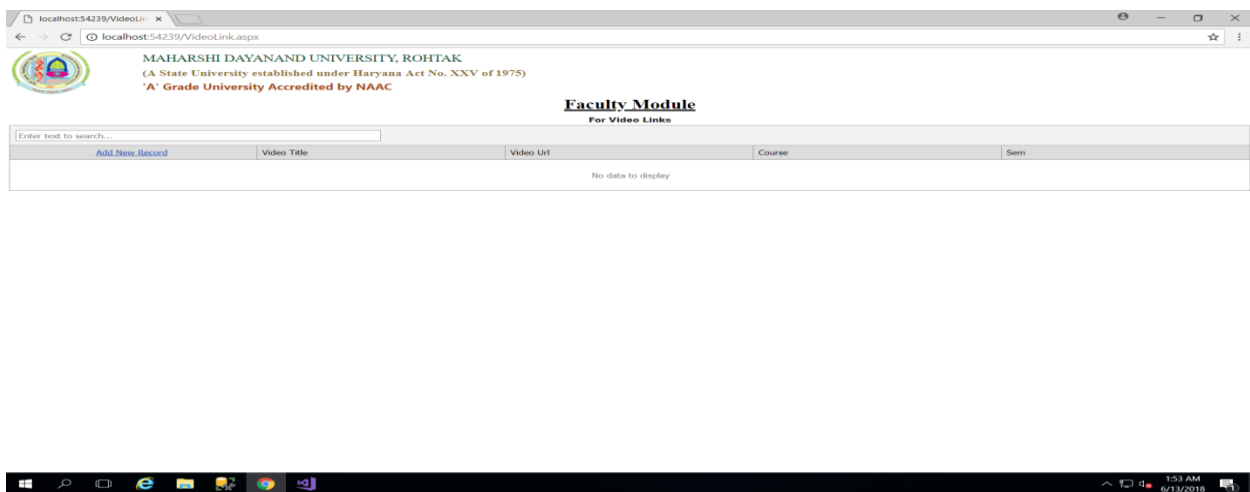 localhost:54239/VideoLin
localhost:54239/VideoLink.aspx
MAHARSHI DAYANAND UNIVERSITY, ROHTAK
(A State University established under Haryana Act No. XXV of 1975)
'A' Grade University Accredited by NAAC
Faculty Module
For Video Links
Enter text to search...
Add New Record Video Title Video Url Course Sem
No data to display
1:53 AM
6/13/2018